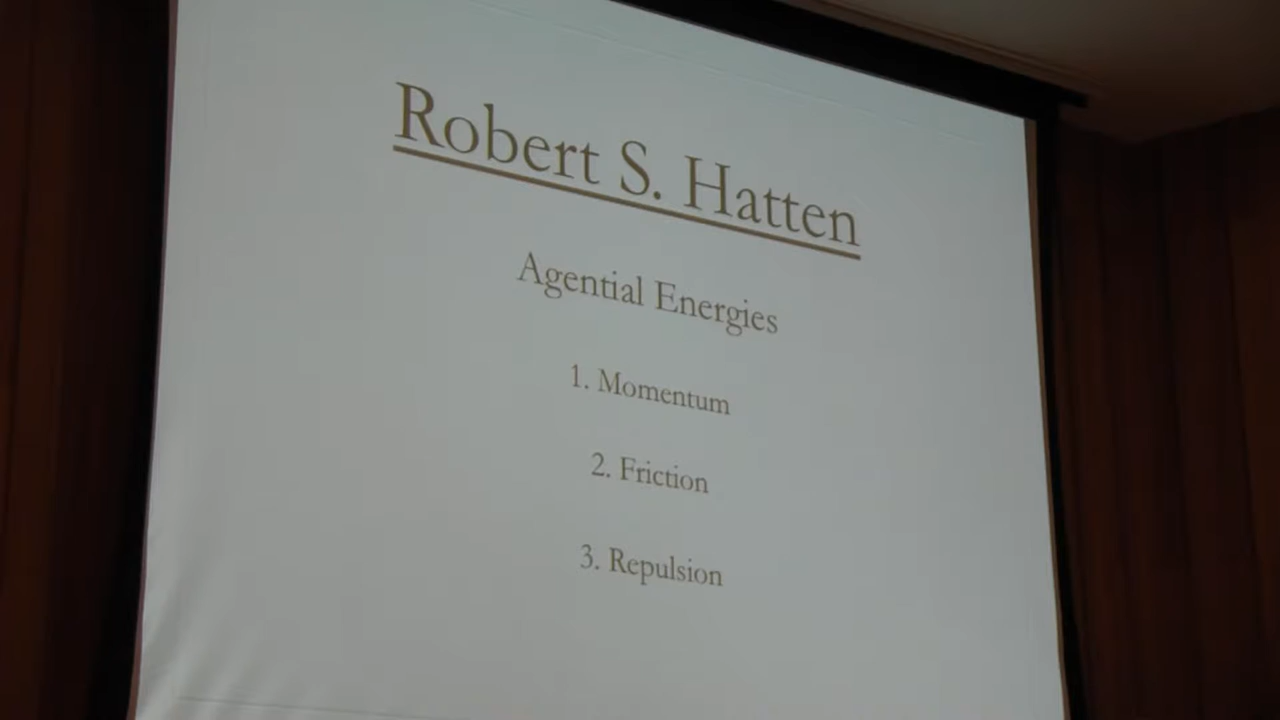 Robert S. Hatten
Agential Energies
1. Momentum
2. Friction
3. Repulsion